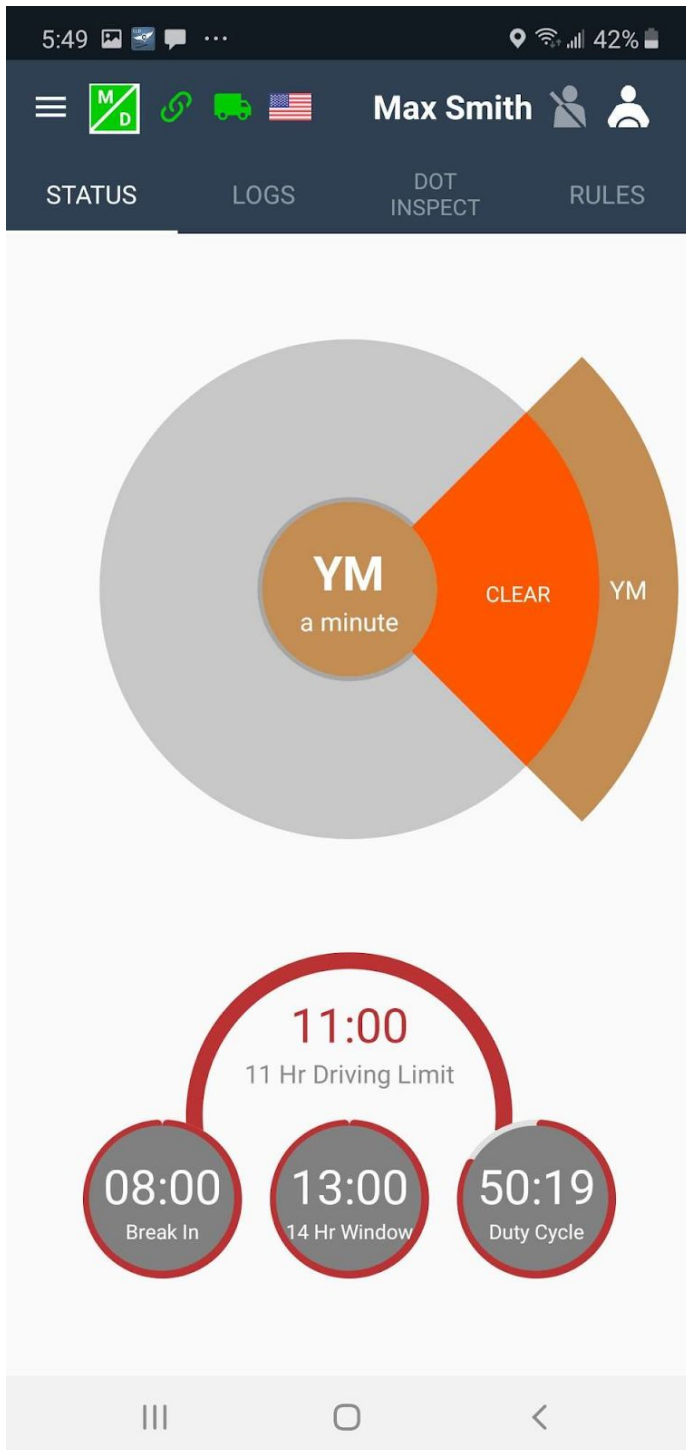 5:49 42%
M
D
Max Smith
STATUS LOGS DOT INSPECT RULES
YM
a minute
CLEAR YM
11:00
11 Hr Driving Limit
08:00 13:00 50:19
Break In 14 Hr Window Duty Cycle